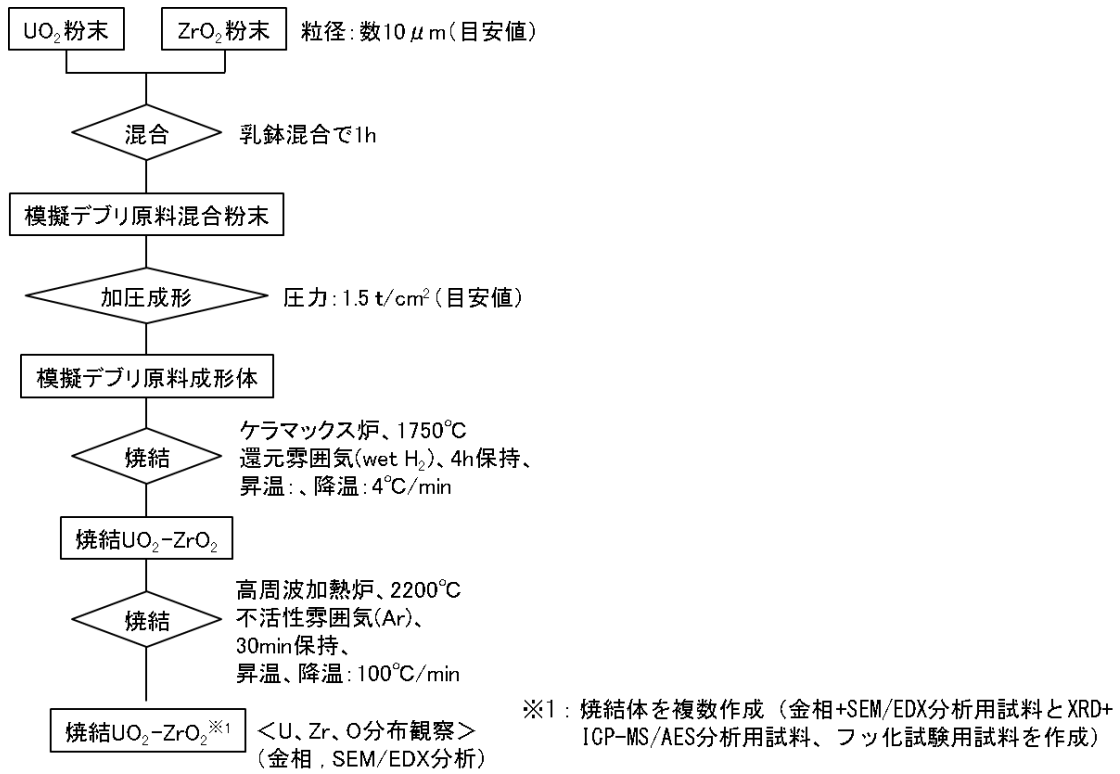 UO₂粉末 ZrO₂粉末 粒径：数10μm（目安値）
混合 乳鉢混合で1h
模擬デブリ原料混合粉末
加圧成形 圧力：1.5 t/cm²（目安値）
模擬デブリ原料成形体
ケラマックス炉、1750℃
焼結 還元雰囲気(wet H₂)、4h保持、
昇温：、降温：4℃/min
焼結UO₂-ZrO₂
高周波加熱炉、2200℃
焼結 不活性雰囲気(Ar)、
30min保持、
昇温、降温：100℃/min
焼結UO₂-ZrO₂※1 ＜U、Zr、O分布観察＞
（金相 , SEM/EDX分析）
※1：焼結体を複数作成（金相+SEM/EDX分析用試料とXRD+
ICP-MS/AES分析用試料、フッ化試験用試料を作成）